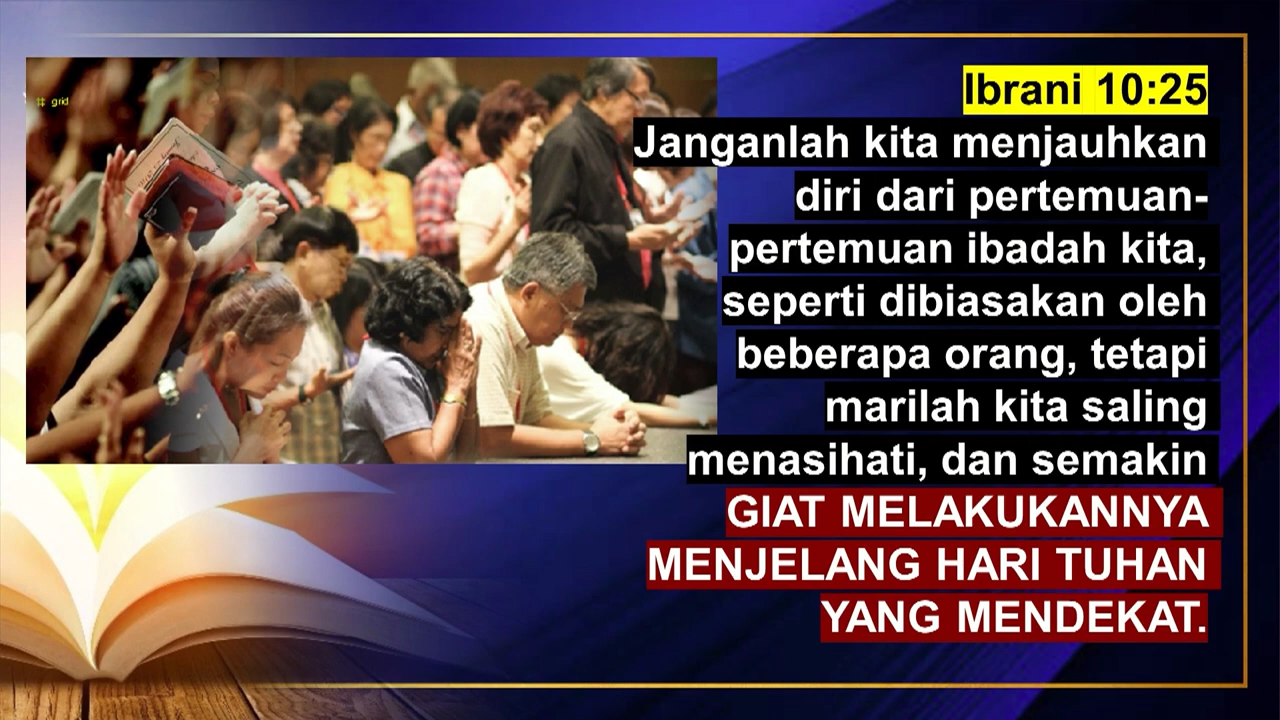 # grid
Ibrani 10:25
Janganlah kita menjauhkan
diri dari pertemuan-
pertemuan ibadah kita,
seperti dibiasakan oleh
beberapa orang, tetapi
marilah kita saling
menasihati, dan semakin
GIAT MELAKUKANNYA
MENJELANG HARI TUHAN
YANG MENDEKAT.